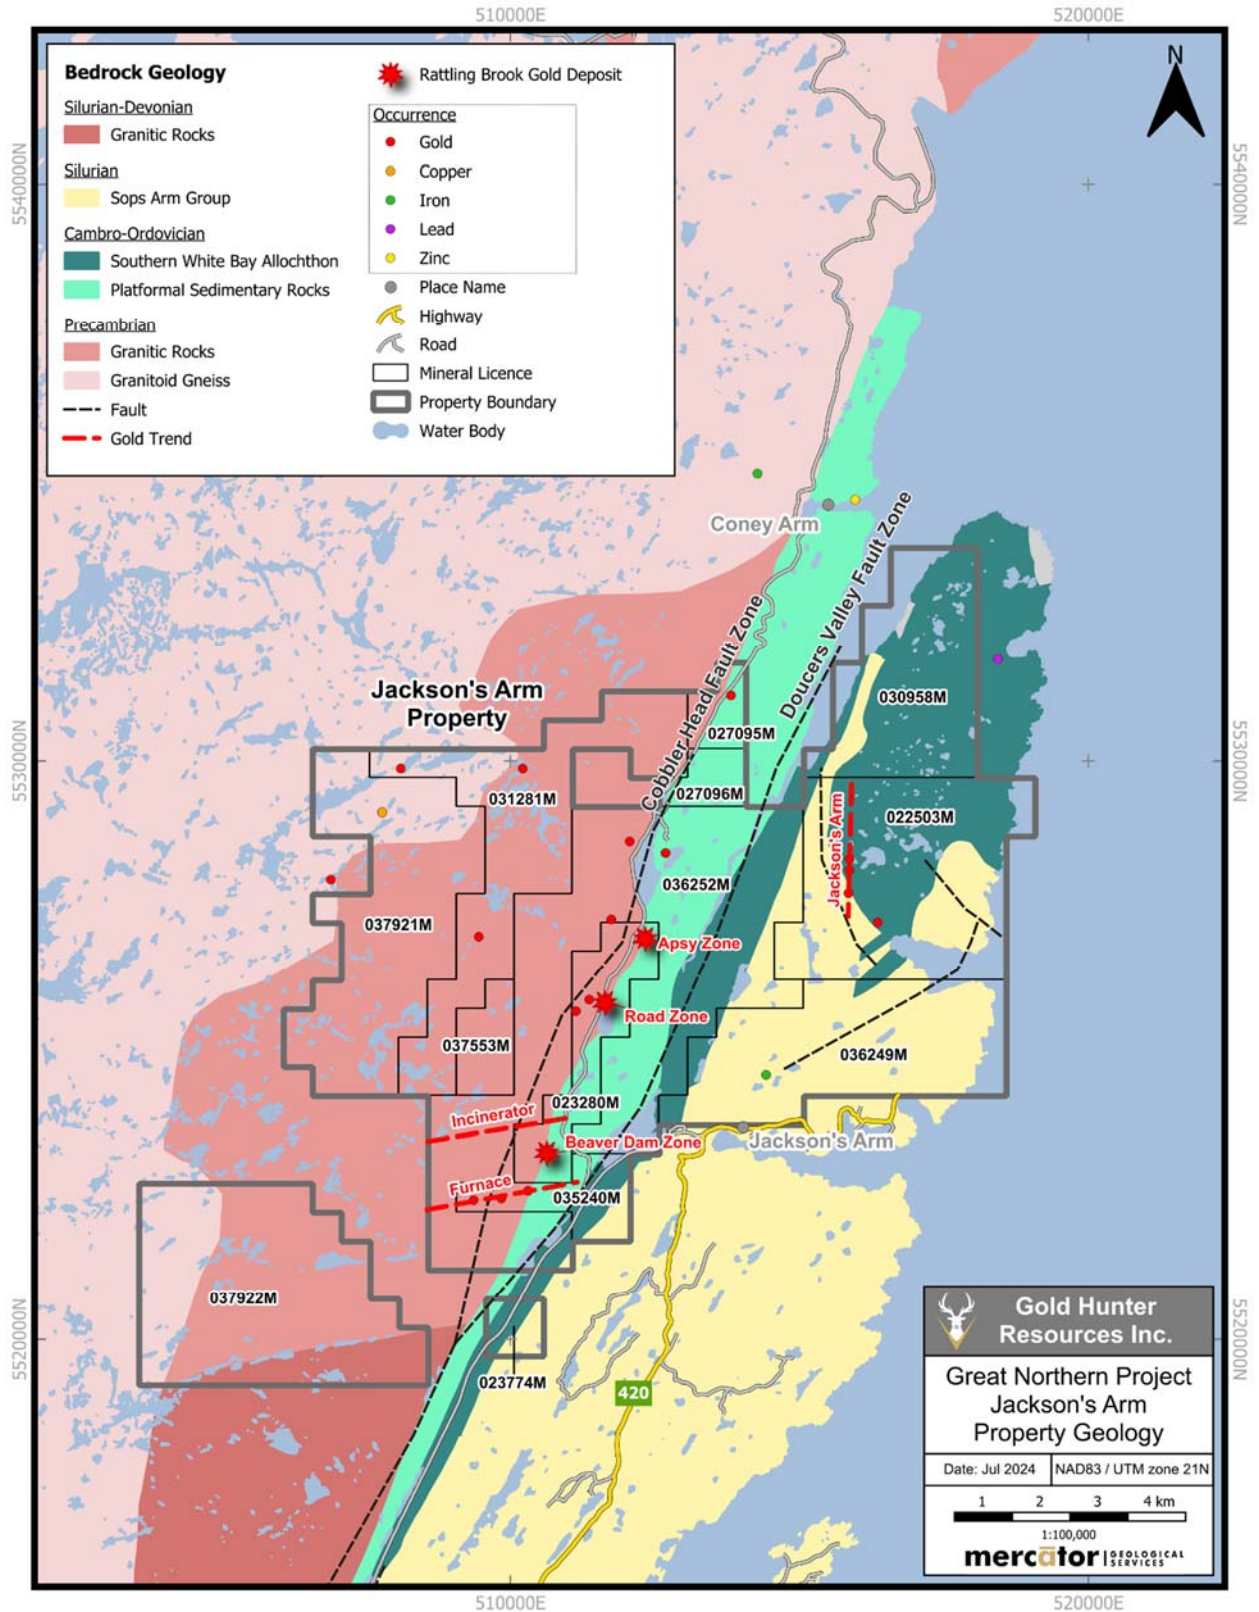 510000E
520000E
Bedrock Geology
Silurian-Devonian
Granitic Rocks
Silurian
Sops Arm Group
Cambro-Ordovician
Southern White Bay Allochthon
Platformal Sedimentary Rocks
Precambrian
Granitic Rocks
Granitoid Gneiss
Fault
Gold Trend
Rattling Brook Gold Deposit
Occurrence
Gold
Copper
Iron
Lead
Zinc
Place Name
Highway
Road
Mineral Licence
Property Boundary
Water Body
N
5540000N
5540000N
Coney Arm
Cobbler Head Fault Zone
Doucers Valley Fault Zone
Jackson's Arm
Property
030958M
027095M
5530000N
5530000N
031281M
027096M
022503M
Jackson's Arm
036252M
037921M
Apsy Zone
Road Zone
037553M
036249M
023280M
Incinerator
Beaver Dam Zone
Jackson's Arm
Furnace
035240M
037922M
5520000N
5520000N
023774M
420
Gold Hunter
Resources Inc.
Great Northern Project
Jackson's Arm
Property Geology
Date: Jul 2024
NAD83 / UTM zone 21N
1 2 3 4 km
1:100,000
mercator GEOLOGICAL
SERVICES
510000E
520000E